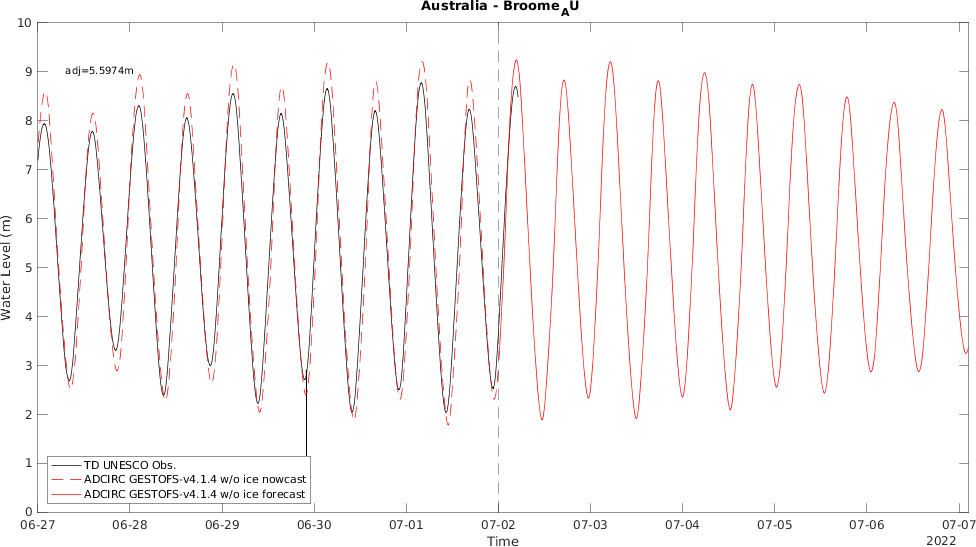 Australia - Broome_AU
adj=5.5974m
Water Level (m)
10
9
8
7
6
5
4
3
2
1
0
TD UNESCO Obs.
ADCIRC GESTOFS-v4.1.4 w/o ice nowcast
ADCIRC GESTOFS-v4.1.4 w/o ice forecast
06-27 06-28 06-29 06-30 07-01 07-02 07-03 07-04 07-05 07-06 07-07
Time
2022